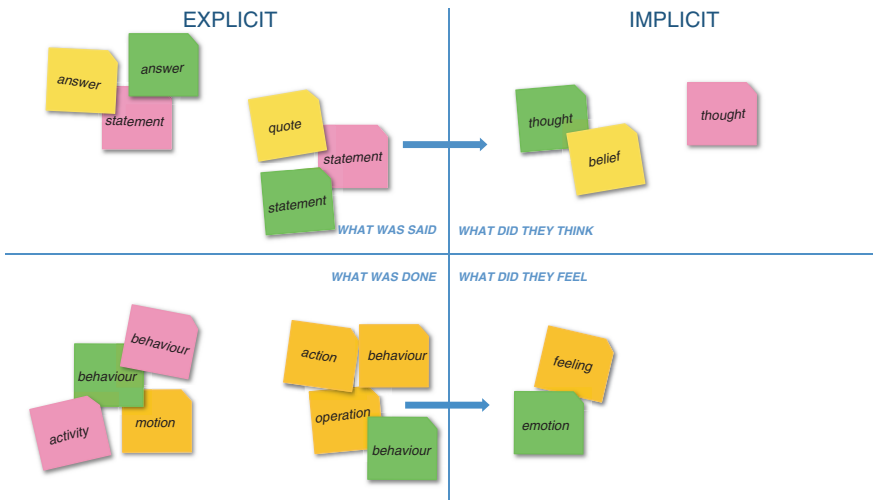 EXPLICIT
IMPLICIT
answer
answer
statement
quote
statement
statement
thought
belief
thought
WHAT WAS SAID
WHAT DID THEY THINK
WHAT WAS DONE
WHAT DID THEY FEEL
behaviour
behaviour
activity
motion
action
behaviour
operation
behaviour
feeling
emotion